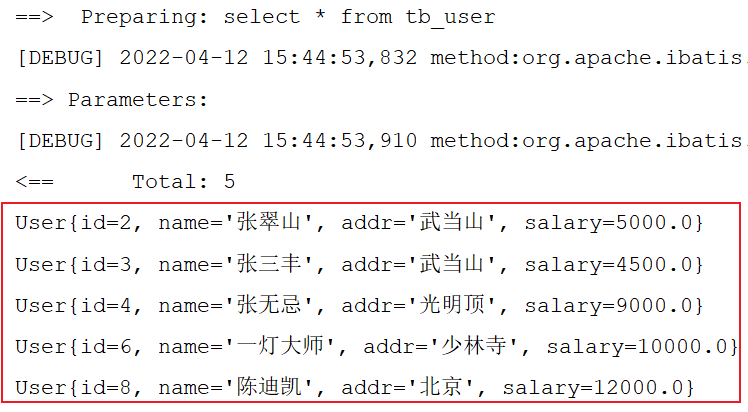 ==> Preparing: select * from tb_user
[DEBUG] 2022-04-12 15:44:53,832 method:org.apache.ibatis.
==> Parameters:
[DEBUG] 2022-04-12 15:44:53,910 method:org.apache.ibatis.
<== Total: 5
User{id=2, name='张翠山', addr='武当山', salary=5000.0}
User{id=3, name='张三丰', addr='武当山', salary=4500.0}
User{id=4, name='张无忌', addr='光明顶', salary=9000.0}
User{id=6, name='一灯大师', addr='少林寺', salary=10000.0}
User{id=8, name='陈迪凯', addr='北京', salary=12000.0}